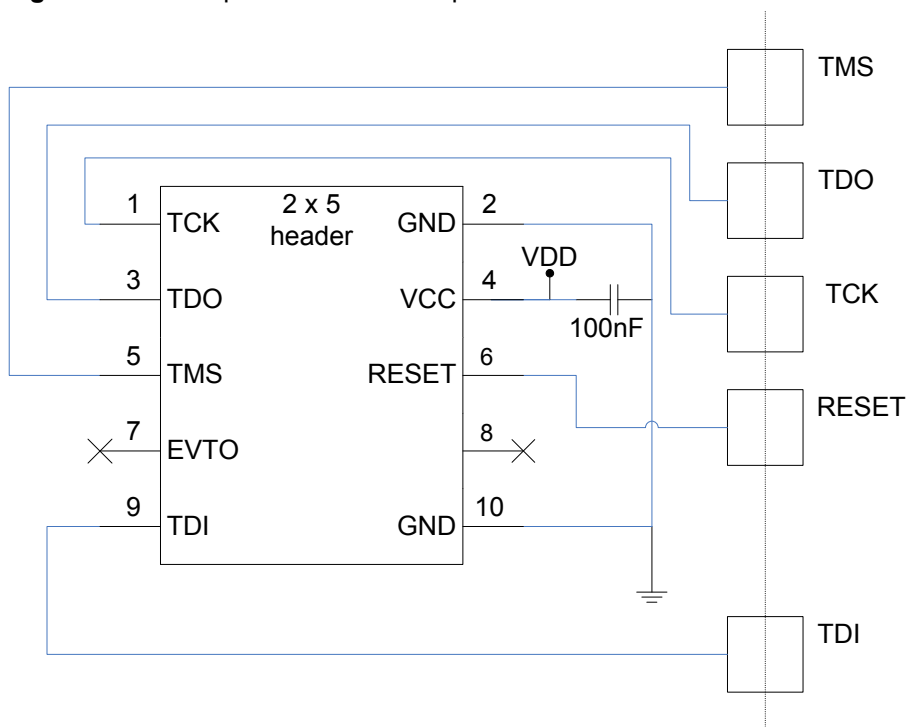 TMS
TDO
TCK
RESET
TDI
2 x 5
header
1
TCK
3
TDO
5
TMS
7
EVTO
9
TDI
2
GND
4
VCC
6
RESET
8
10
GND
VDD
100nF